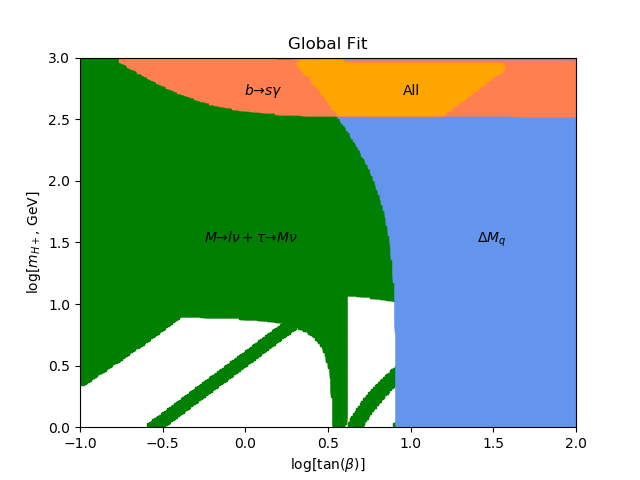 Global Fit
3.0
2.5
2.0
1.5
1.0
0.5
0.0
log[m_{H+}, GeV]
b→sγ
All
M→lν + τ→Mν
ΔM_q
−1.0 −0.5 0.0 0.5 1.0 1.5 2.0
log[tan(β)]